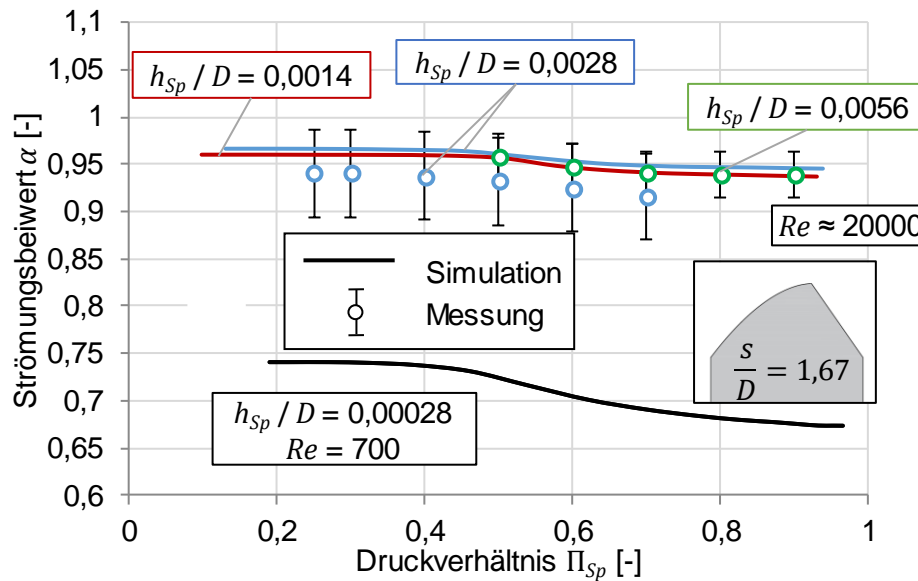 1,1
1,05
1
0,95
0,9
0,85
0,8
0,75
0,7
0,65
0,6
Strömungsbeiwert α [-]
h_Sp / D = 0,0014
h_Sp / D = 0,0028
h_Sp / D = 0,0056
Re ≈ 20000
Simulation
Messung
s/D = 1,67
h_Sp / D = 0,00028
Re = 700
0 0,2 0,4 0,6 0,8 1
Druckverhältnis Π_Sp [-]